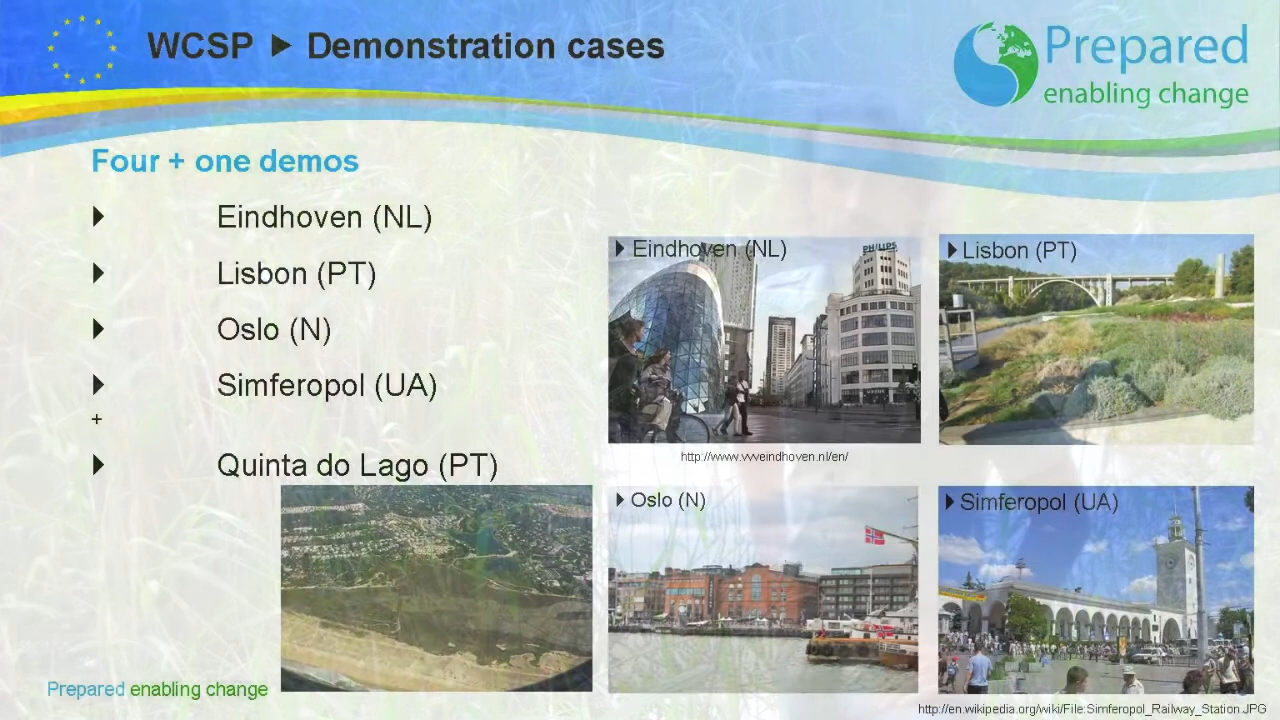 WCSP ► Demonstration cases
Prepared
enabling change
Four + one demos
Eindhoven (NL)
Lisbon (PT)
Oslo (N)
Simferopol (UA)
+
Quinta do Lago (PT)
Eindhoven (NL)
PHILIPS
Lisbon (PT)
http://www.vvveindhoven.nl/en/
Oslo (N)
Simferopol (UA)
Prepared enabling change
http://en.wikipedia.org/wiki/File:Simferopol_Railway_Station.JPG